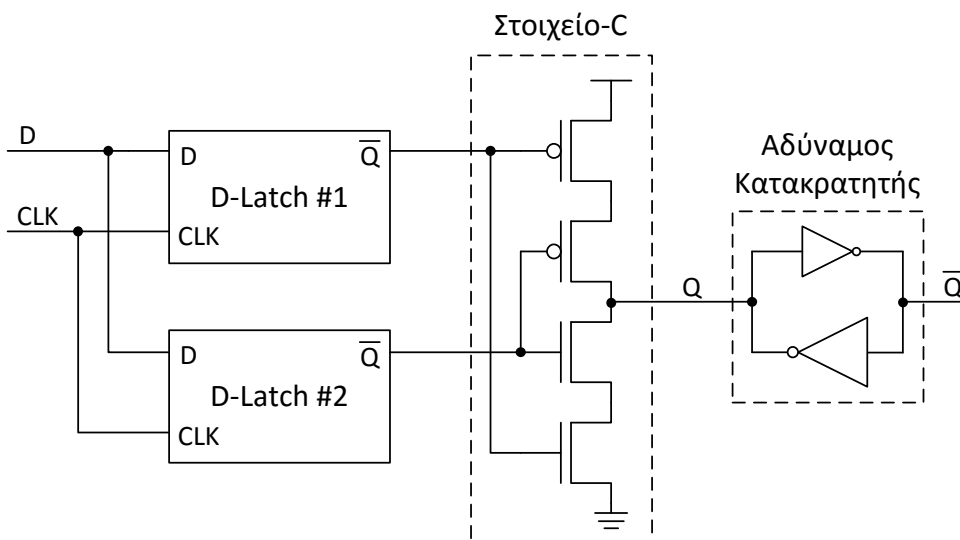 Στοιχείο-C
D
D
Q̅
D-Latch #1
CLK
CLK
D
Q̅
D-Latch #2
CLK
Q
Αδύναμος
Κατακρατητής
Q̅